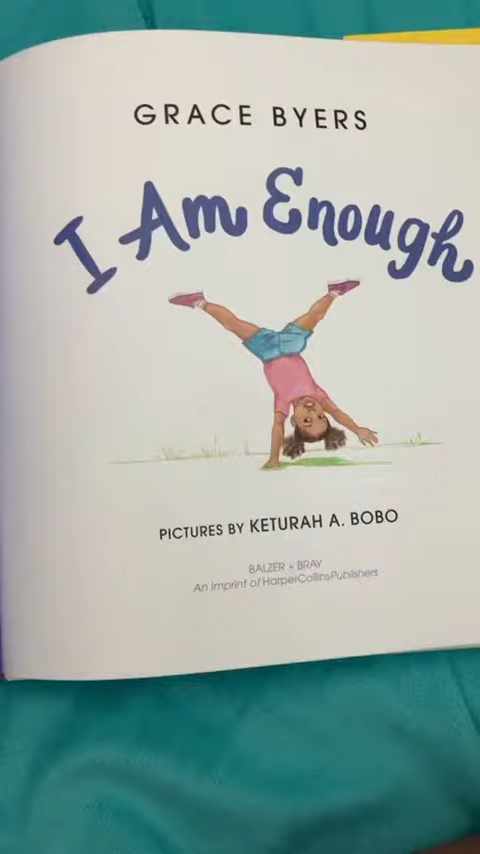 GRACE BYERS
I Am Enough
PICTURES BY KETURAH A. BOBO
BALZER + BRAY
An Imprint of HarperCollinsPublishers